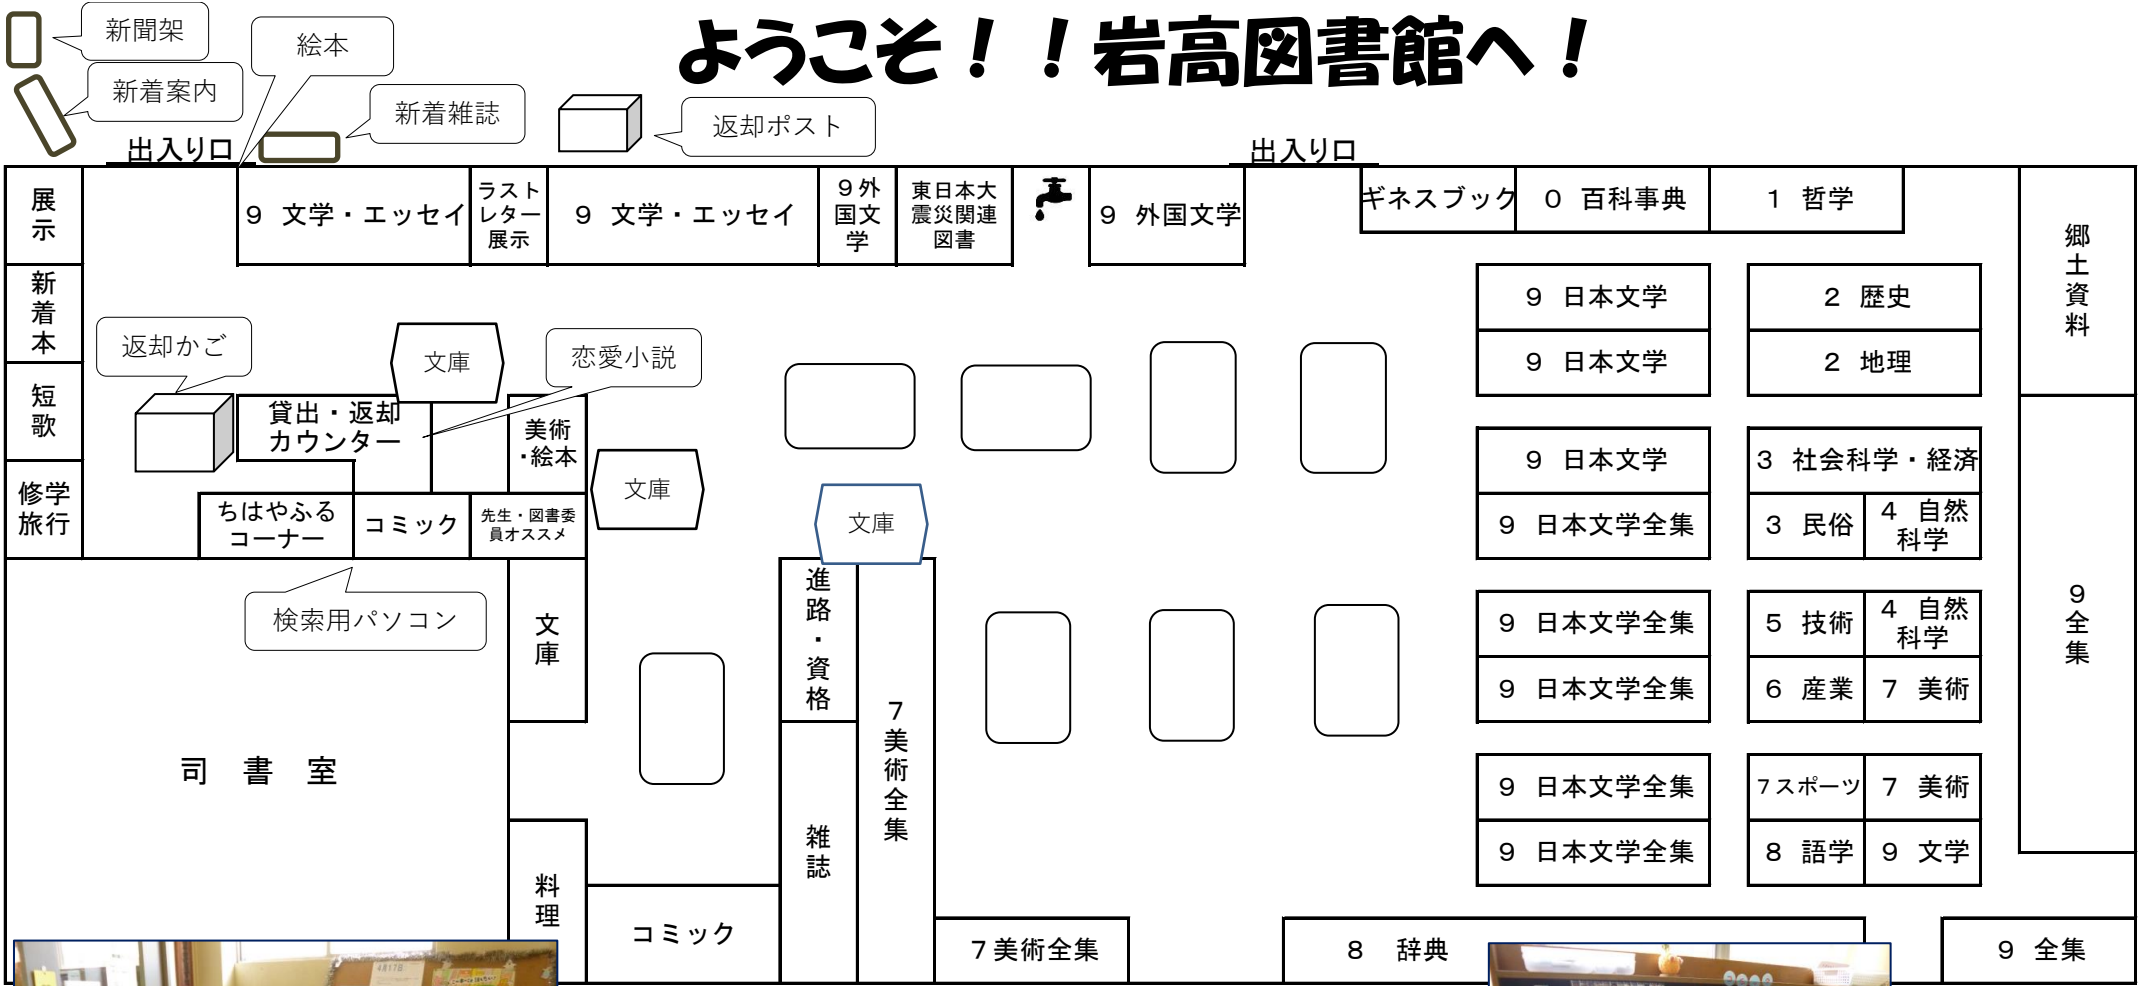 ようこそ！！岩高図書館へ！
新聞架
絵本
新着案内
新着雑誌
返却ポスト
出入り口
出入り口
展示
9 文学・エッセイ
ラスト
レター
展示
9 文学・エッセイ
9外
国文
学
東日本大
震災関連
図書
9 外国文学
ギネスブック
0 百科事典
1 哲学
郷土資料
新着本
9 日本文学
2 歴史
返却かご
文庫
恋愛小説
9 日本文学
2 地理
短歌
貸出・返却
カウンター
美術
・絵本
9 日本文学
3 社会科学・経済
文庫
修学
旅行
ちはやふる
コーナー
コミック
先生・図書委
員オススメ
文庫
9 日本文学全集
3 民俗
4 自然
科学
検索用パソコン
文庫
進路・資格
9 日本文学全集
5 技術
4 自然
科学
9全集
9 日本文学全集
6 産業
7 美術
7美術全集
司 書 室
雑誌
9 日本文学全集
7スポーツ
7 美術
9 日本文学全集
8 語学
9 文学
料理
コミック
7美術全集
8 辞典
9 全集
4月17日